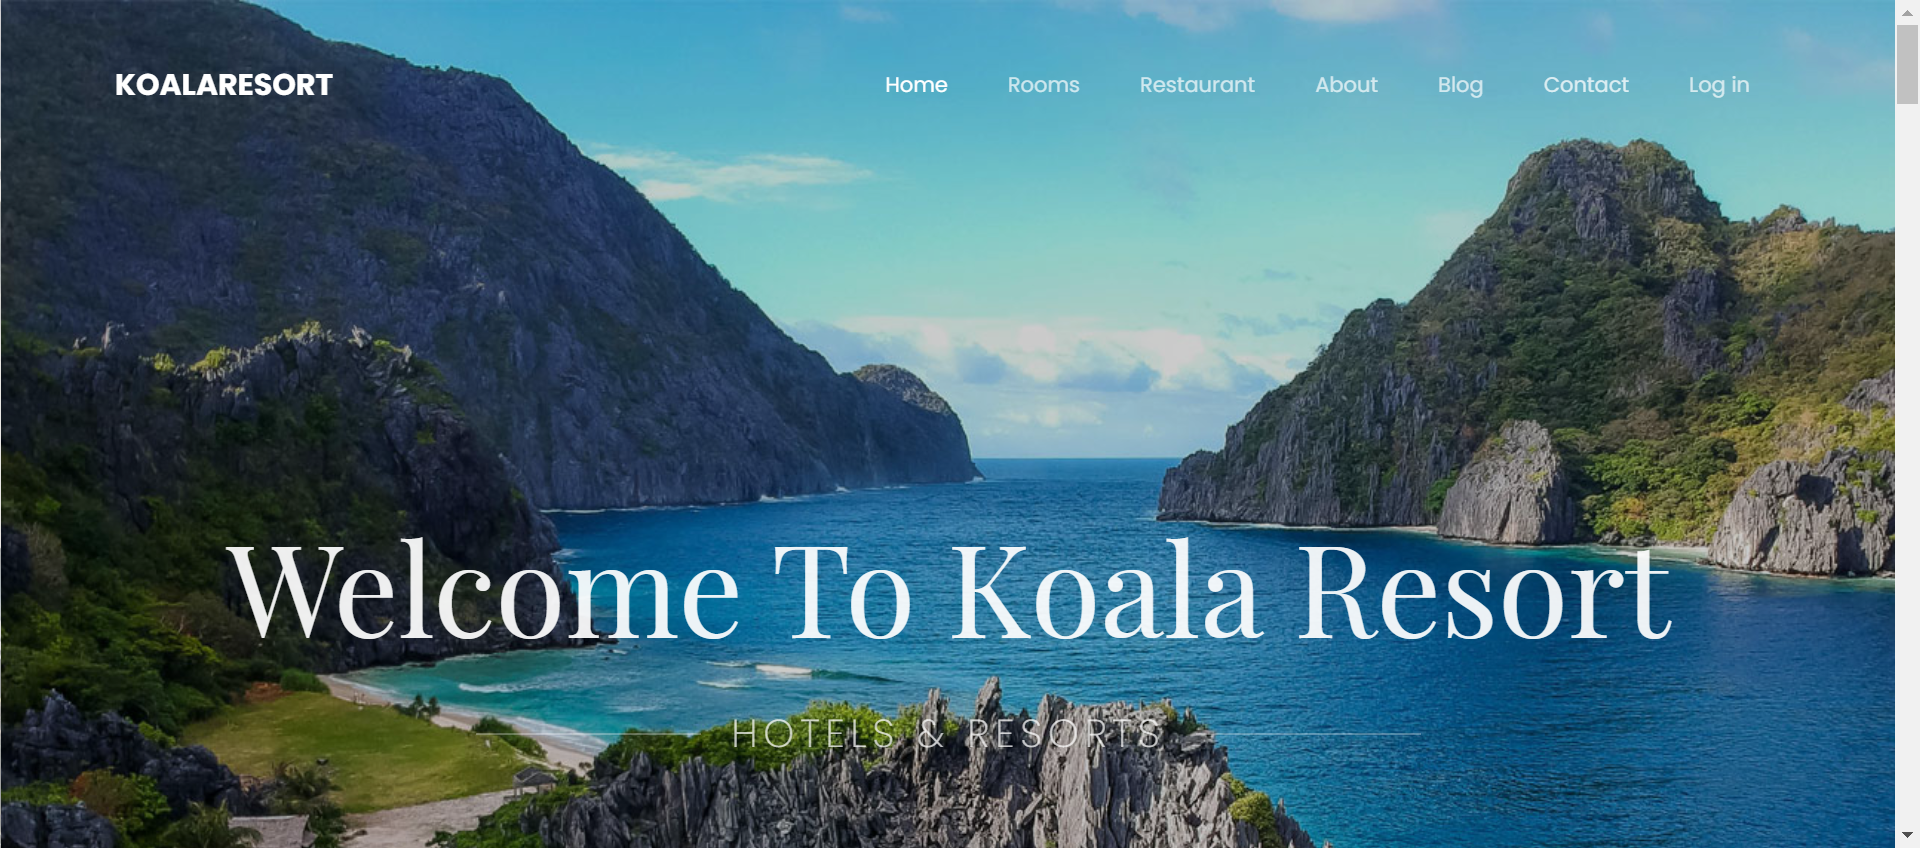 KOALARESORT
Home Rooms Restaurant About Blog Contact Log in
Welcome To Koala Resort
HOTELS & RESORTS